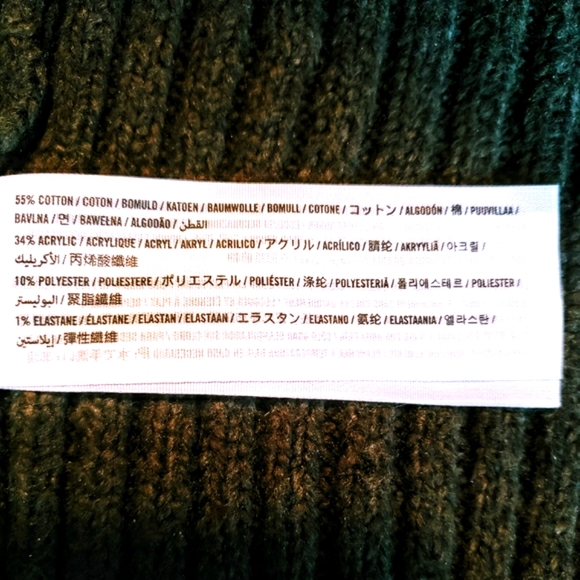 55% COTTON / COTON / BOMULD / KATOEN / BAUMWOLLE / BOMULL / COTONE / コットン / ALGODÓN / 棉 / PUUVILLAA /
BAVLNA / 면 / BAWEŁNA / ALGODÃO / القطن
34% ACRYLIC / ACRYLIQUE / ACRYL / AKRYL / ACRILICO / アクリル / ACRÍLICO / 腈纶 / AKRYYLIÄ / 아크릴 /
الأكريليك / 丙烯酸纖維
10% POLYESTER / POLIESTERE / ポリエステル / POLIÉSTER / 涤纶 / POLYESTERIÄ / 폴리에스테르 / POLIESTER /
البوليستر / 聚脂纖維
1% ELASTANE / ÉLASTANE / ELASTAN / ELASTAAN / エラスタン / ELASTANO / 氨纶 / ELASTAANIA / 엘라스탄 /
إيلاستين / 彈性纖維